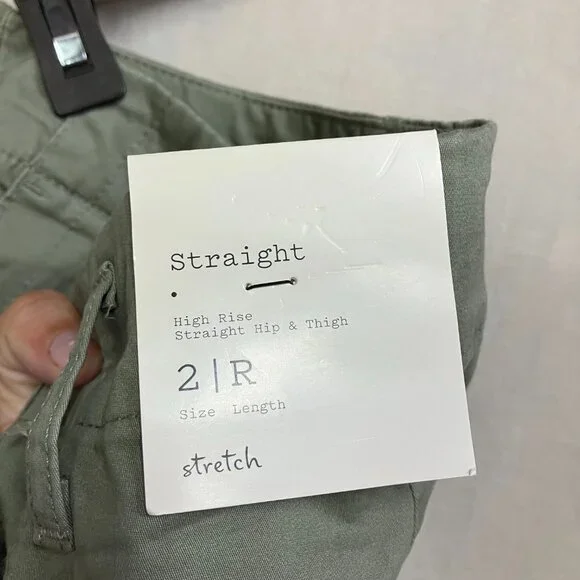 Straight
High Rise
Straight Hip & Thigh
2|R
Size Length
stretch